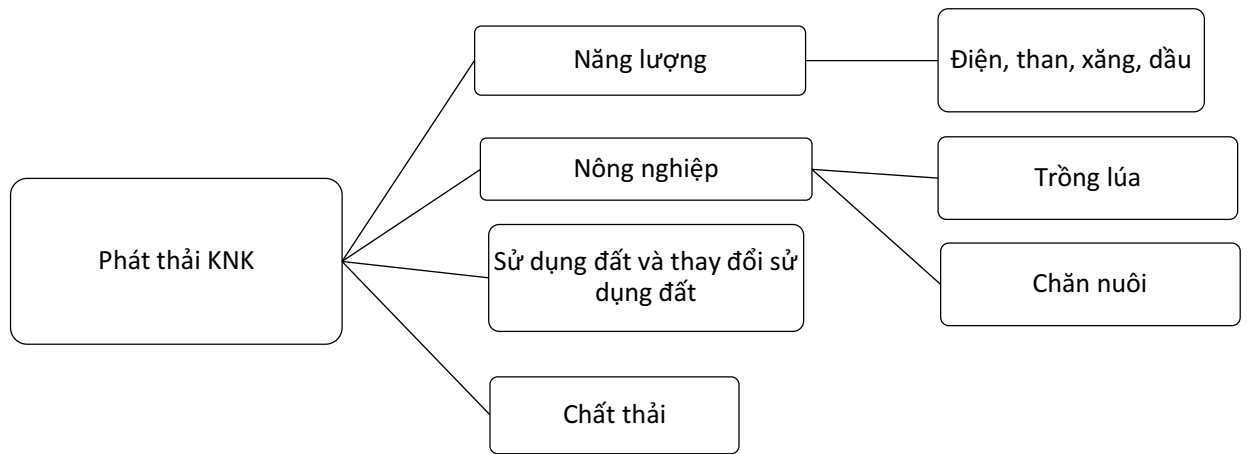 Phát thải KNK
Năng lượng
Điện, than, xăng, dầu
Nông nghiệp
Trồng lúa
Chăn nuôi
Sử dụng đất và thay đổi sử
dụng đất
Chất thải